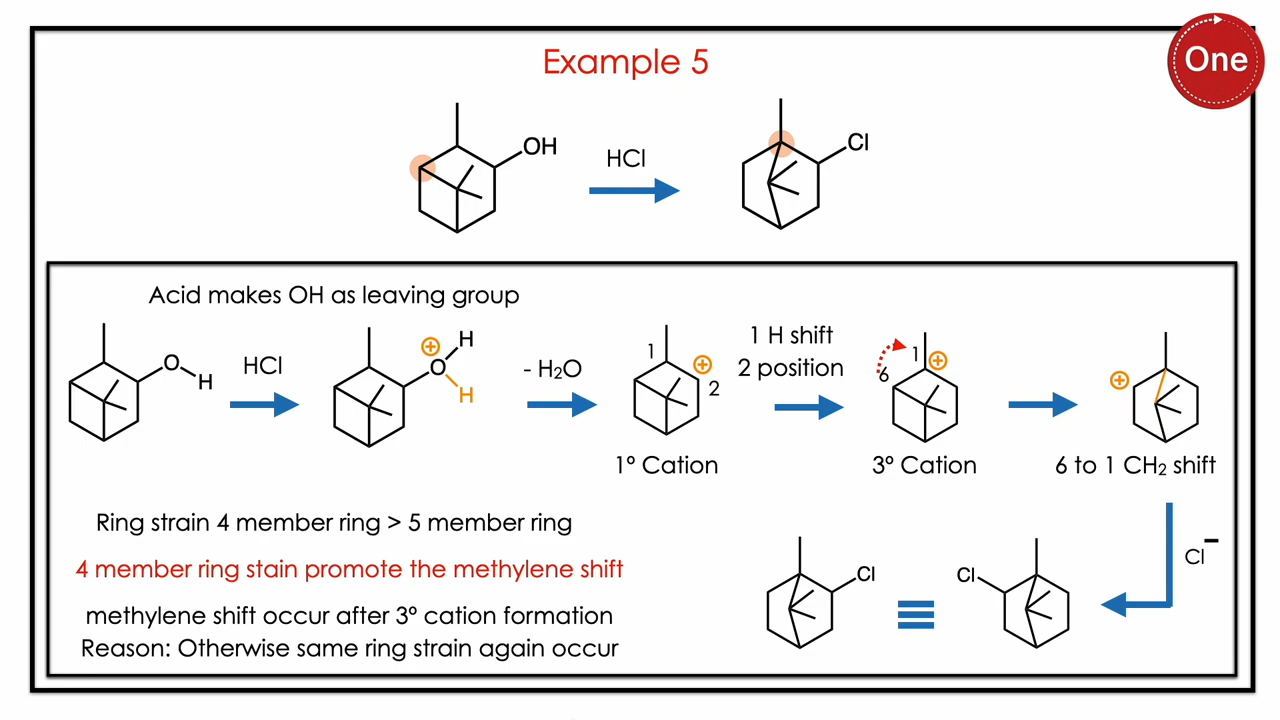 One
Example 5
OH
HCl
Cl
Acid makes OH as leaving group
O
H
HCl
⊕
O
H
H
- H₂O
1
⊕
2
1º Cation
1 H shift
2 position
6
1
⊕
3º Cation
⊕
6 to 1 CH₂ shift
Ring strain 4 member ring > 5 member ring
4 member ring stain promote the methylene shift
methylene shift occur after 3º cation formation
Reason: Otherwise same ring strain again occur
Cl
≡
Cl
Cl⁻